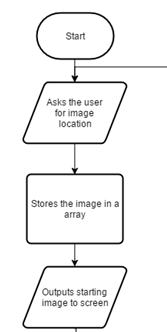 Start
Asks the user
for image
location
Stores the image in a
array
Outputs starting
image to screen